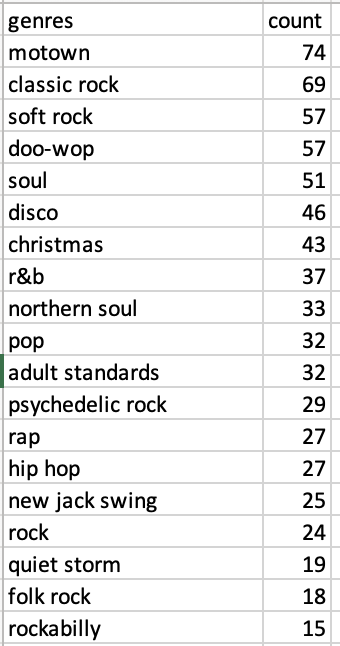 genres count
motown 74
classic rock 69
soft rock 57
doo-wop 57
soul 51
disco 46
christmas 43
r&b 37
northern soul 33
pop 32
adult standards 32
psychedelic rock 29
rap 27
hip hop 27
new jack swing 25
rock 24
quiet storm 19
folk rock 18
rockabilly 15